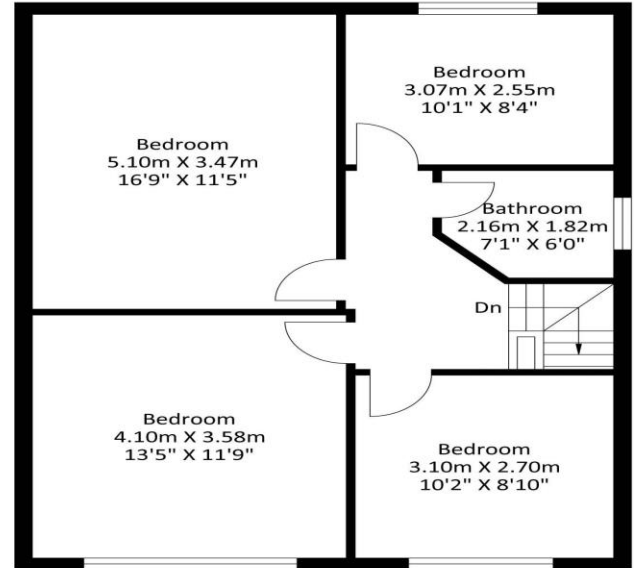 Bedroom
3.07m X 2.55m
10'1" X 8'4"
Bedroom
5.10m X 3.47m
16'9" X 11'5"
Bathroom
2.16m X 1.82m
7'1" X 6'0"
Dn
Bedroom
4.10m X 3.58m
13'5" X 11'9"
Bedroom
3.10m X 2.70m
10'2" X 8'10"